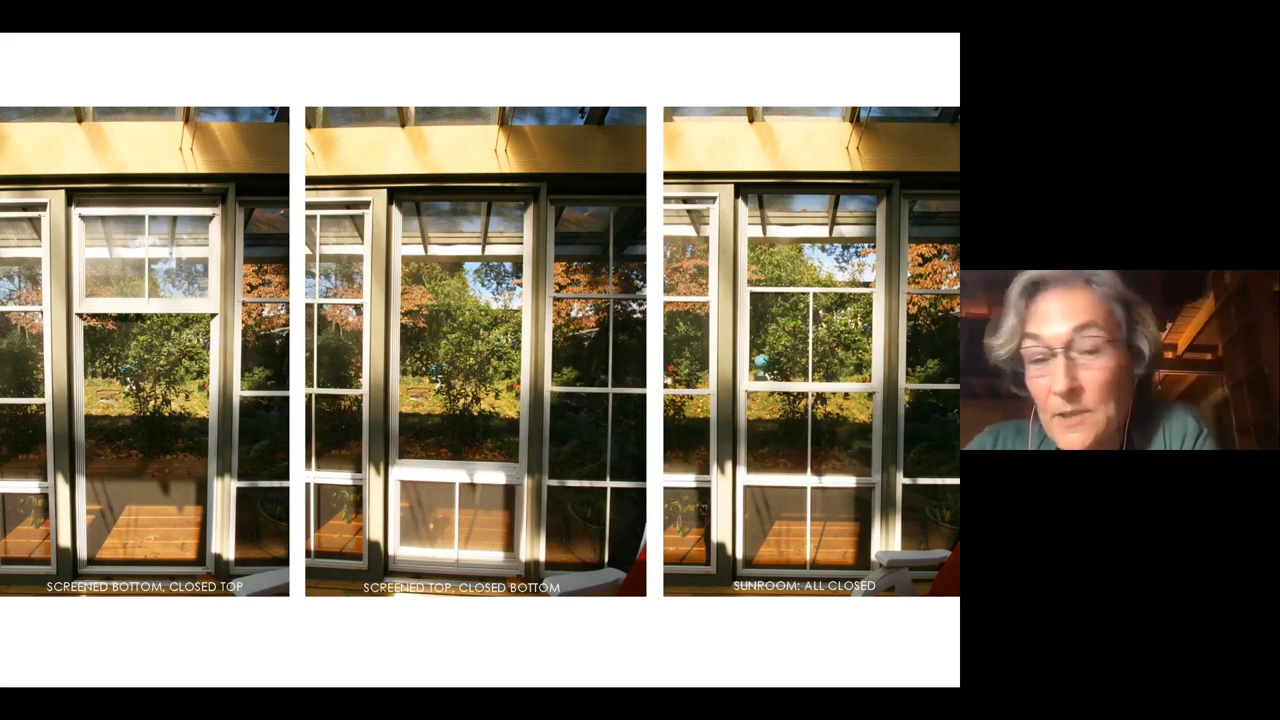 SCREENED BOTTOM, CLOSED TOP
SCREENED TOP, CLOSED BOTTOM
SUNROOM: ALL CLOSED